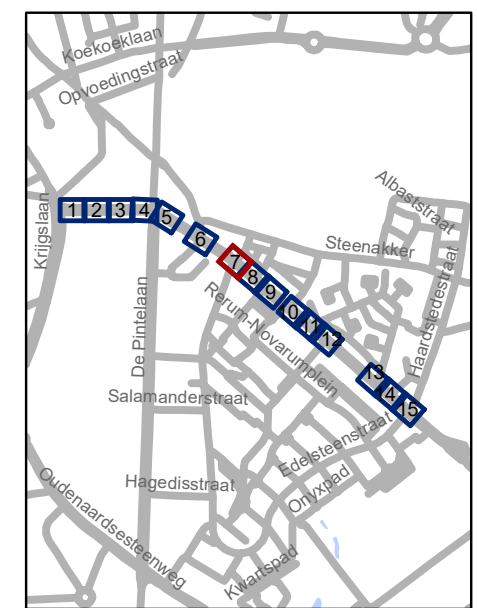 Koekoeklaan
Opvoedingstraat
Albaststraat
Krijgslaan
1 2 3 4 5
6
7
8
9
10
11
12
13
14
15
Steenakker
Haardstedestraat
De Pintelaan
Rerum-Novarumplein
Salamanderstraat
Edelsteenstraat
Hagedisstraat
Onyxpad
Oudenaardsesteenweg
Kwartspad